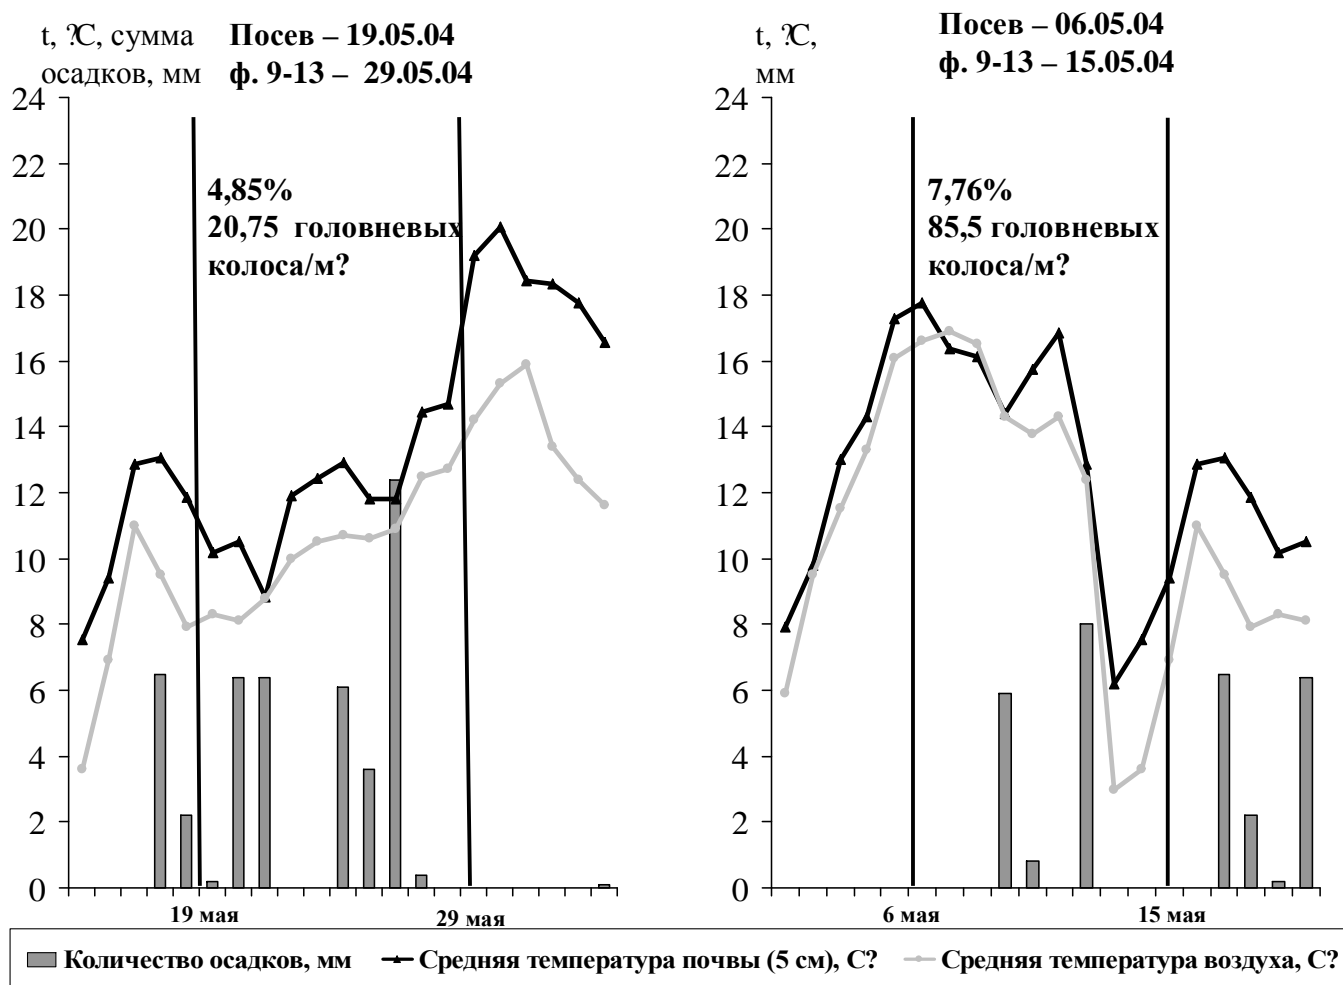 t, ?C, сумма
осадков, мм
Посев – 19.05.04
ф. 9-13 – 29.05.04
24
22
20
18
16
14
12
10
8
6
4
2
0
4,85%
20,75 головневых
колоса/м?
19 мая
29 мая
t, ?C,
мм
Посев – 06.05.04
ф. 9-13 – 15.05.04
24
22
20
18
16
14
12
10
8
6
4
2
0
7,76%
85,5 головневых
колоса/м?
6 мая
15 мая
Количество осадков, мм
Средняя температура почвы (5 см), С?
Средняя температура воздуха, С?